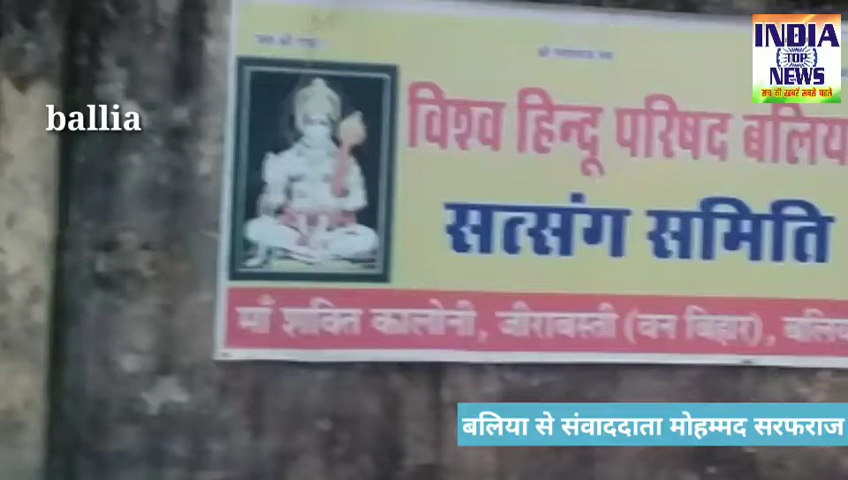 INDIA
TOP
NEWS
सच की खबरें सबसे पहले
ballia
विश्व हिन्दू परिषद बलिय
सत्संग समिति
माँ शक्ति कालोनी, जीराबस्ती (वन बिहार), बलिय
बलिया से संवाददाता मोहम्मद सरफराज